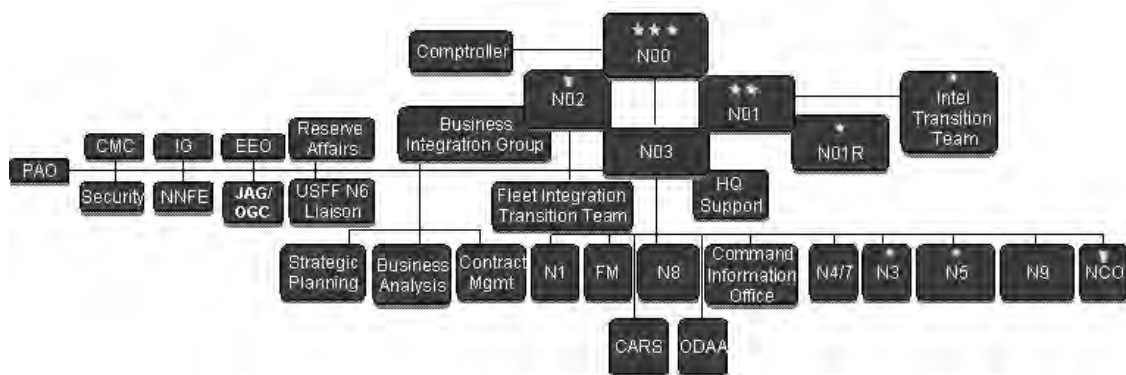 N00
Comptroller
N02
N01
Intel
Transition
Team
N01R
Business
Integration Group
N03
Reserve
Affairs
CMC
IG
EEO
PAO
Security
NNFE
JAG/
OGC
USFF N6
Liaison
Fleet Integration
Transition Team
HQ
Support
Strategic
Planning
Business
Analysis
Contract
Mgmt
N1
FM
N8
Command
Information
Office
N4/7
N3
N5
N9
NCO
CARS
ODAA